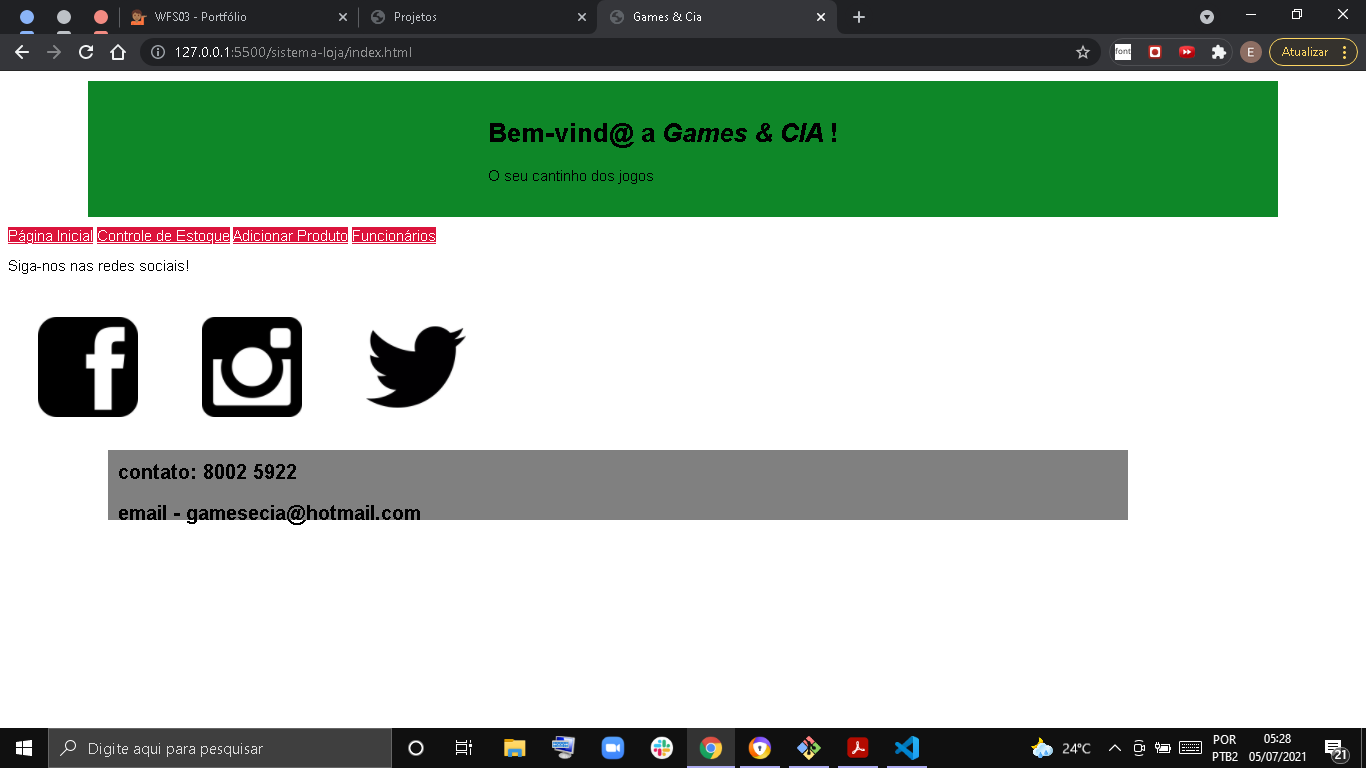 WFS03 - Portfólio
Projetos
Games & Cia
127.0.0.1:5500/sistema-loja/index.html
font
E
Atualizar
Bem-vind@ a Games & CIA !
O seu cantinho dos jogos
Página Inicial Controle de Estoque Adicionar Produto Funcionários
Siga-nos nas redes sociais!
contato: 8002 5922
email - gamesecia@hotmail.com
Digite aqui para pesquisar
24°C
POR
PTB2
05:28
05/07/2021
21